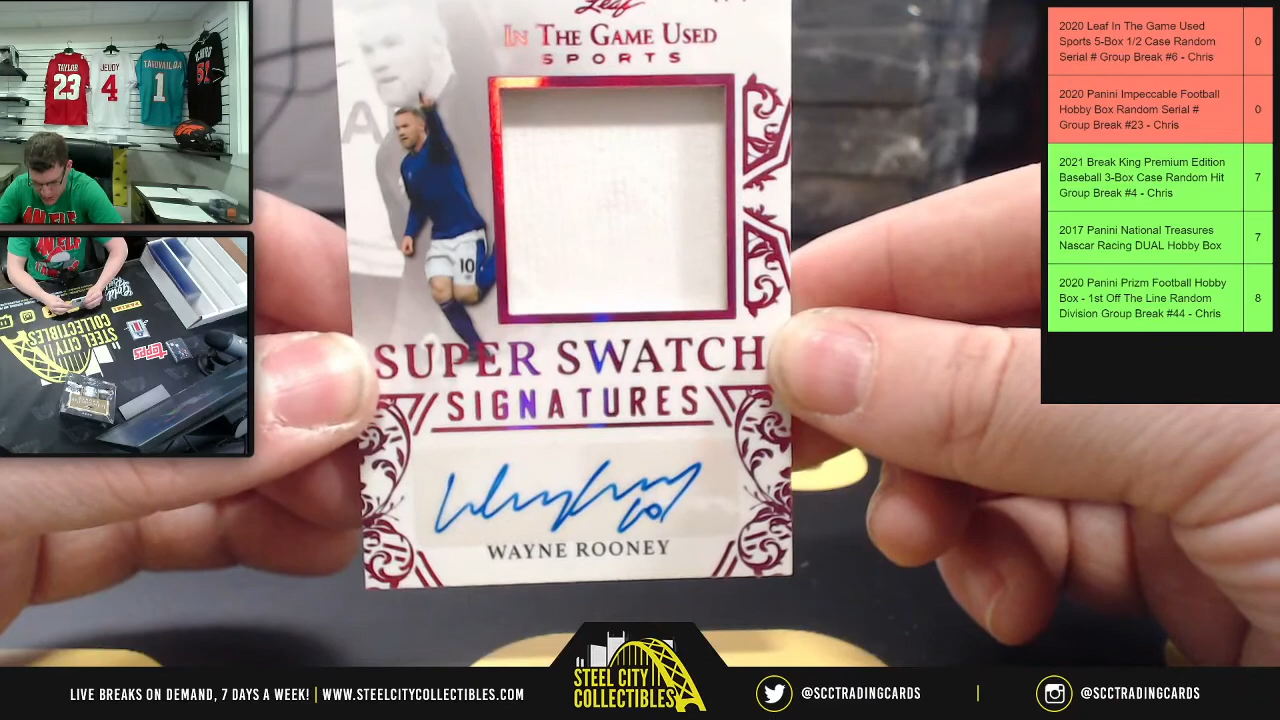 TAYLOR
23
JEUDY
4
TAGOVAILOA
1
51
STEEL CITY
COLLECTIBLES
topps
Leaf
IN THE GAME USED
SPORTS
10
SUPER SWATCH
SIGNATURES
WAYNE ROONEY
2020 Leaf In The Game Used
Sports 5-Box 1/2 Case Random
Serial # Group Break #6 - Chris
0
2020 Panini Impeccable Football
Hobby Box Random Serial #
Group Break #23 - Chris
0
2021 Break King Premium Edition
Baseball 3-Box Case Random Hit
Group Break #4 - Chris
7
2017 Panini National Treasures
Nascar Racing DUAL Hobby Box
7
2020 Panini Prizm Football Hobby
Box - 1st Off The Line Random
Division Group Break #44 - Chris
8
LIVE BREAKS ON DEMAND, 7 DAYS A WEEK! | WWW.STEELCITYCOLLECTIBLES.COM
STEEL CITY
COLLECTIBLES
@SCCTRADINGCARDS
@SCCTRADINGCARDS